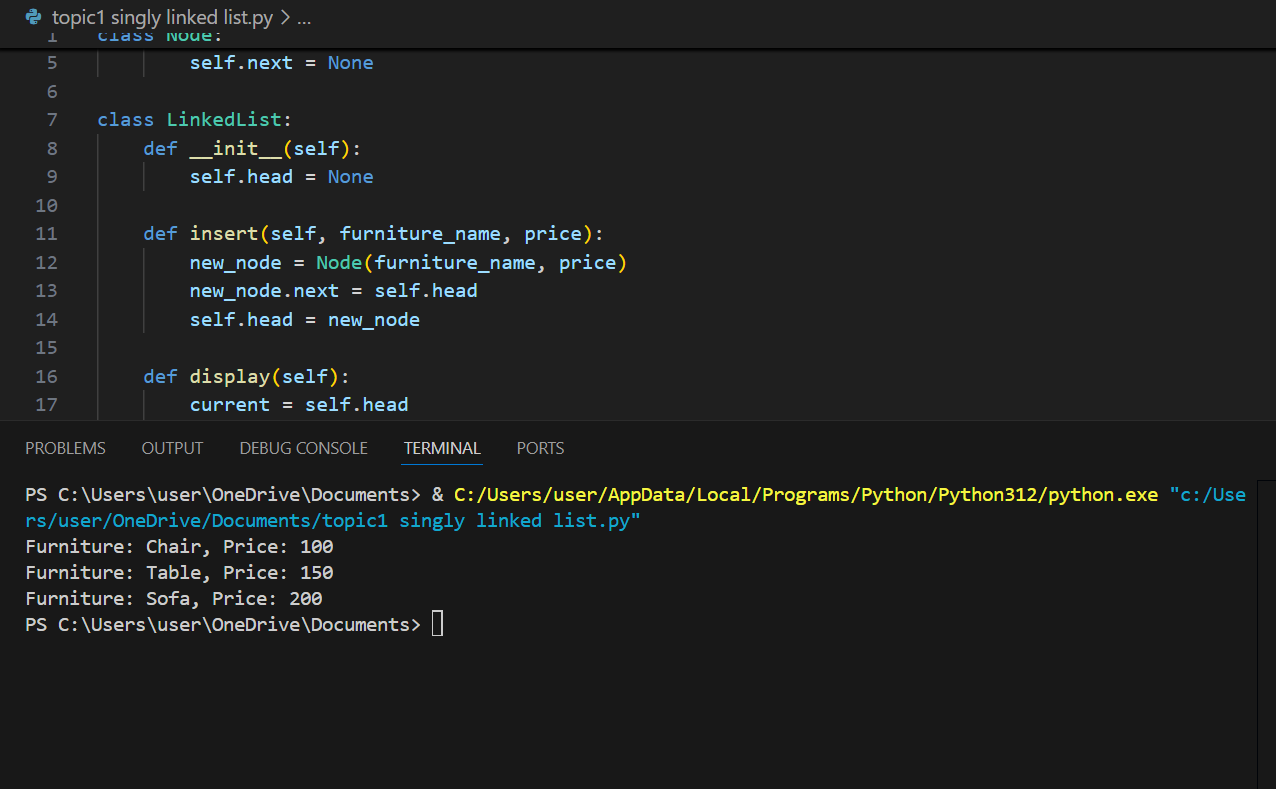 topic1 singly linked list.py > ...
1 class Node:
5 self.next = None
6
7 class LinkedList:
8 def __init__(self):
9 self.head = None
10
11 def insert(self, furniture_name, price):
12 new_node = Node(furniture_name, price)
13 new_node.next = self.head
14 self.head = new_node
15
16 def display(self):
17 current = self.head
PROBLEMS OUTPUT DEBUG CONSOLE TERMINAL PORTS
PS C:\Users\user\OneDrive\Documents> & C:/Users/user/AppData/Local/Programs/Python/Python312/python.exe "c:/Use
rs/user/OneDrive/Documents/topic1 singly linked list.py"
Furniture: Chair, Price: 100
Furniture: Table, Price: 150
Furniture: Sofa, Price: 200
PS C:\Users\user\OneDrive\Documents>